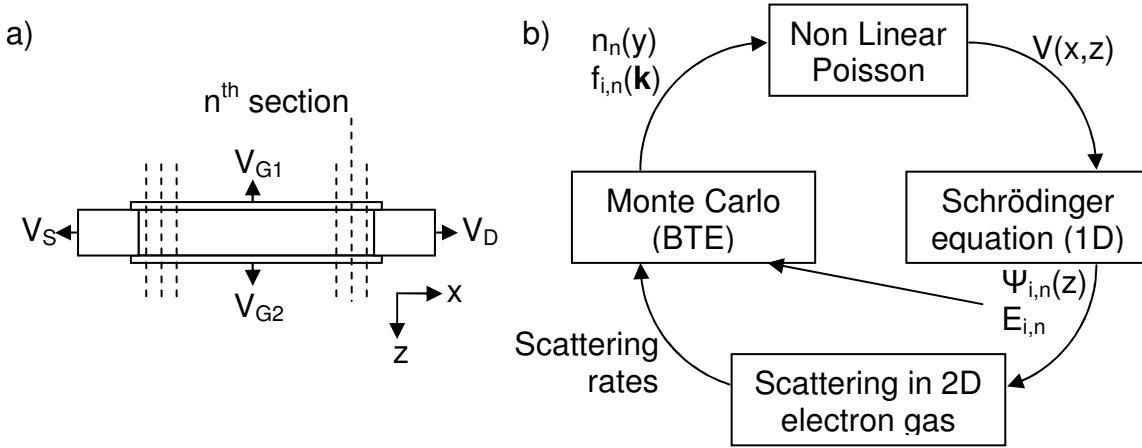 a)
n^th section
V_G1
V_S
V_D
V_G2
x
z
b)
n_n(y)
f_i,n(k)
Non Linear
Poisson
V(x,z)
Monte Carlo
(BTE)
Schrödinger
equation (1D)
Ψ_i,n(z)
E_i,n
Scattering
rates
Scattering in 2D
electron gas